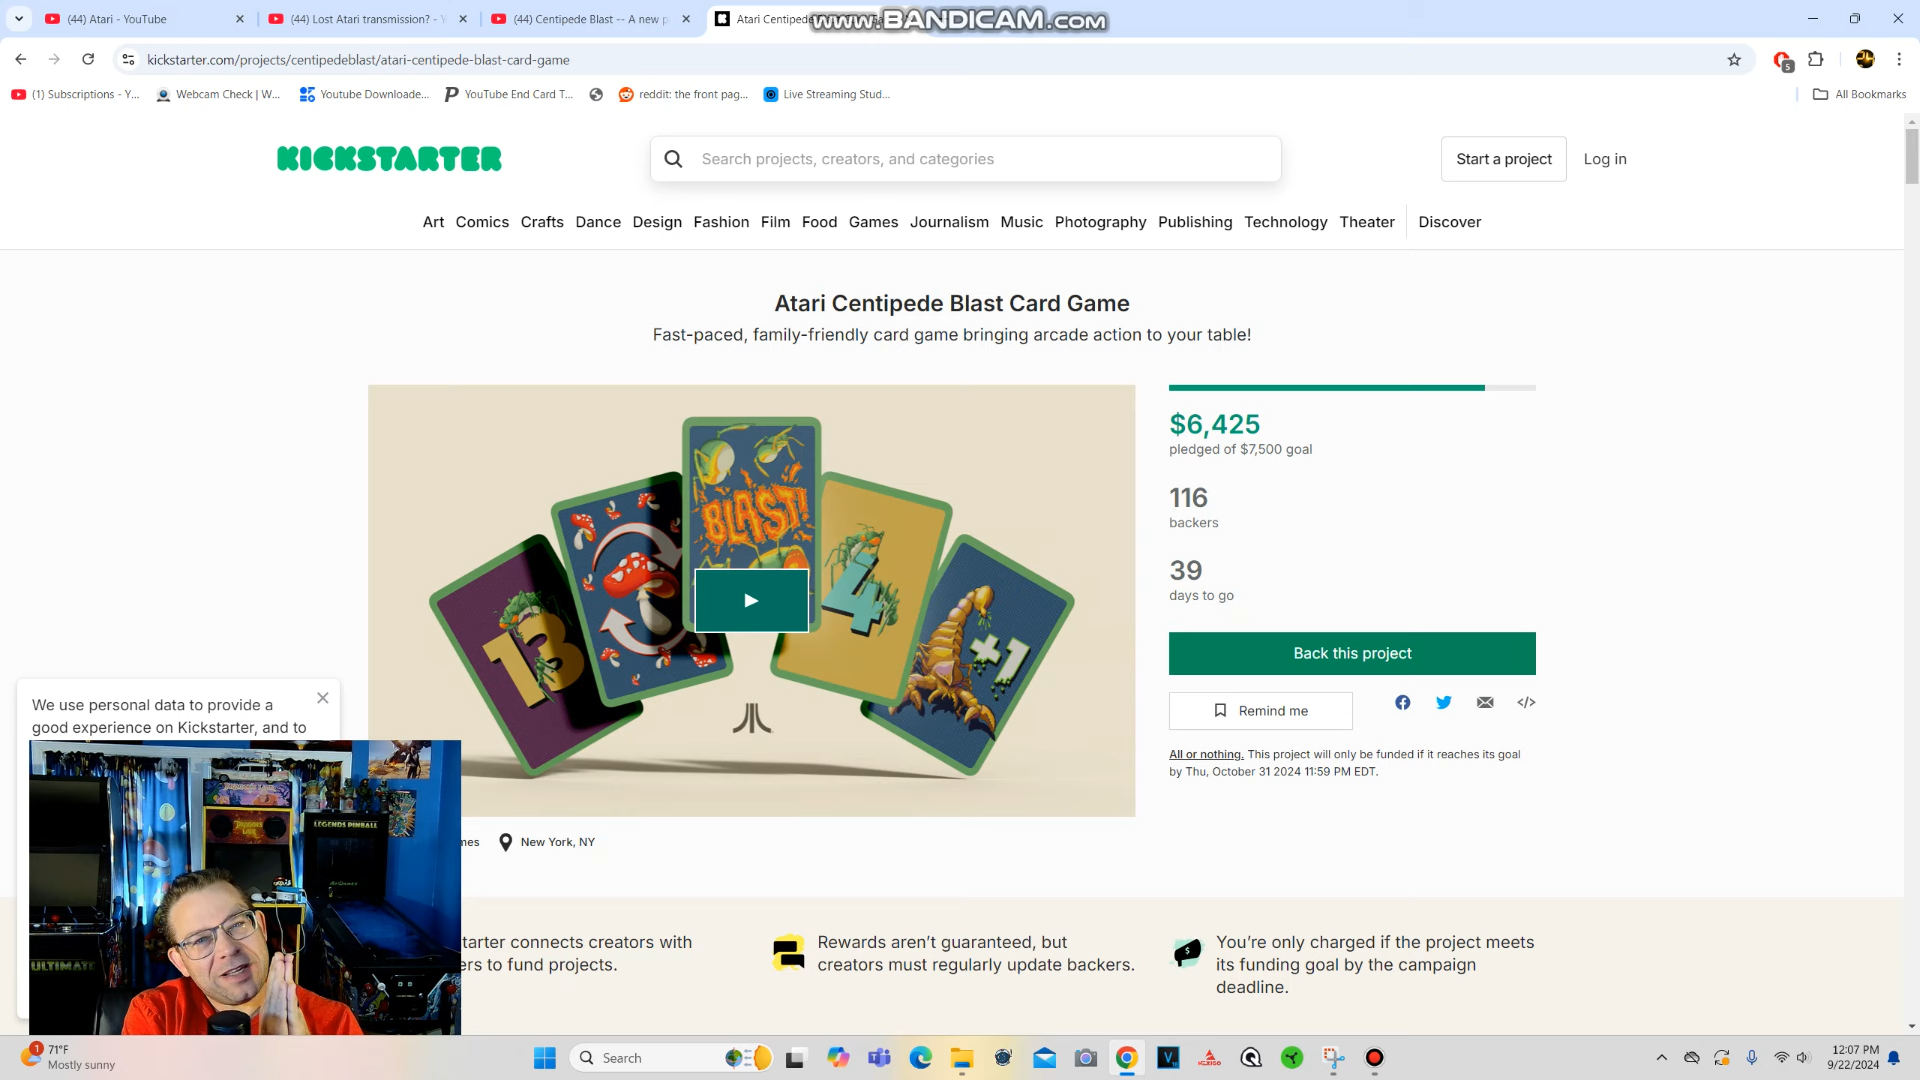 (44) Atari - YouTube
(44) Lost Atari transmission? - Y
(44) Centipede Blast -- A new p
Atari Centipede
www.BANDICAM.com
kickstarter.com/projects/centipedeblast/atari-centipede-blast-card-game
5
(1) Subscriptions - Y...
Webcam Check | W...
Youtube Downloade...
YouTube End Card T...
reddit: the front pag...
Live Streaming Stud...
All Bookmarks
KICKSTARTER
Search projects, creators, and categories
Start a project
Log in
Art Comics Crafts Dance Design Fashion Film Food Games Journalism Music Photography Publishing Technology Theater Discover
Atari Centipede Blast Card Game
Fast-paced, family-friendly card game bringing arcade action to your table!
13
BLAST!
4
+1
$6,425
pledged of $7,500 goal
116
backers
39
days to go
Back this project
Remind me
All or nothing. This project will only be funded if it reaches its goal
by Thu, October 31 2024 11:59 PM EDT.
We use personal data to provide a
good experience on Kickstarter, and to
mes
New York, NY
LEGENDS PINBALL
ULTIMATE
tarter connects creators with
ers to fund projects.
Rewards aren't guaranteed, but
creators must regularly update backers.
You're only charged if the project meets
its funding goal by the campaign
deadline.
1
71°F
Mostly sunny
Search
12:07 PM
9/22/2024